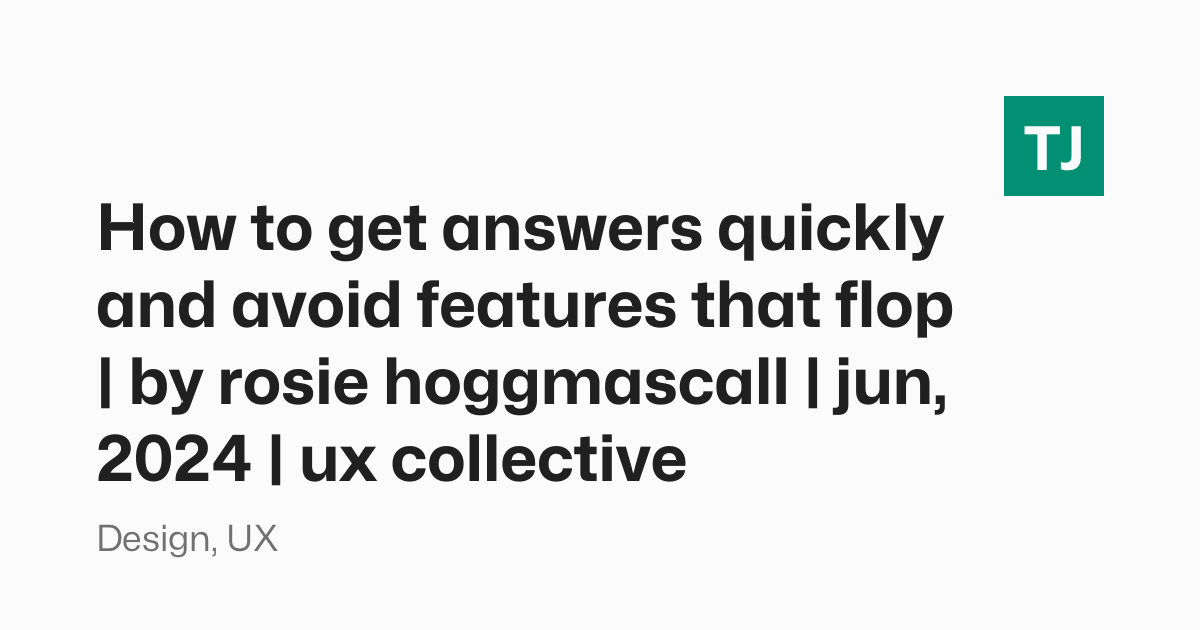 TJ
How to get answers quickly
and avoid features that flop
| by rosie hoggmascall | jun,
2024 | ux collective
Design, UX